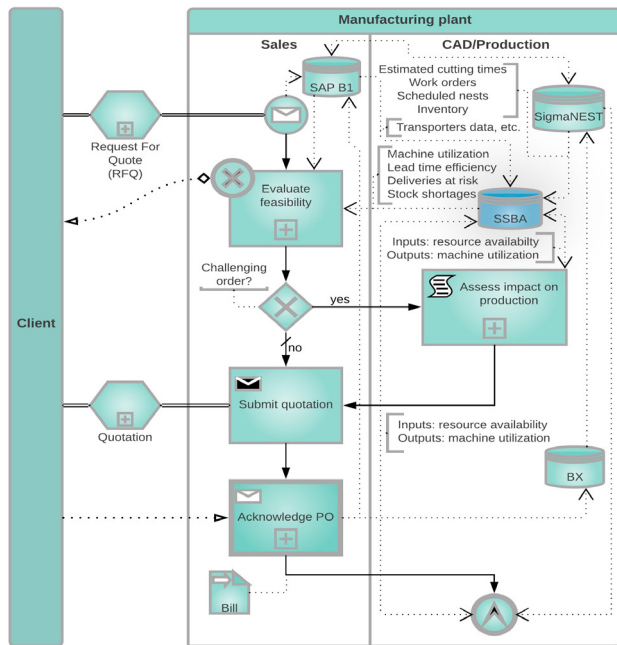 Manufacturing plant
Sales
CAD/Production
SAP B1
Estimated cutting times
Work orders
Scheduled nests
Inventory
SigmaNEST
Transporters data, etc.
Request For
Quote
(RFQ)
Machine utilization
Lead time efficiency
Deliveries at risk
Stock shortages
Evaluate
feasibility
SSBA
Inputs: resource availabilty
Outputs: machine utilization
Challenging
order?
Assess impact on
production
yes
Client
no
Submit quotation
Quotation
Inputs: resource availability
Outputs: machine utilization
BX
Acknowledge PO
Bill